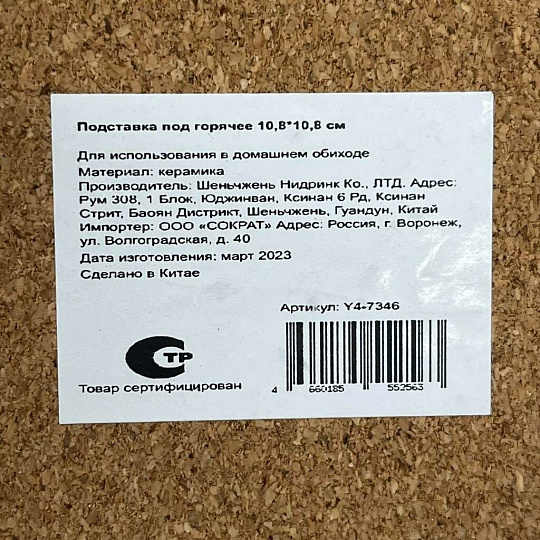 Подставка под горячее 10,8*10,8 см
Для использования в домашнем обиходе
Материал: керамика
Производитель: Шеньчжень Нидринк Ко., ЛТД. Адрес:
Рум 308, 1 Блок, Юджинван, Ксинан 6 Рд, Ксинан
Стрит, Баоян Дистрикт, Шеньчжень, Гуандун, Китай
Импортер: ООО «СОКРАТ» Адрес: Россия, г. Воронеж,
ул. Волгоградская, д. 40
Дата изготовления: март 2023
Сделано в Китае
Артикул: Y4-7346
СТР
Товар сертифицирован
4 660185 552563